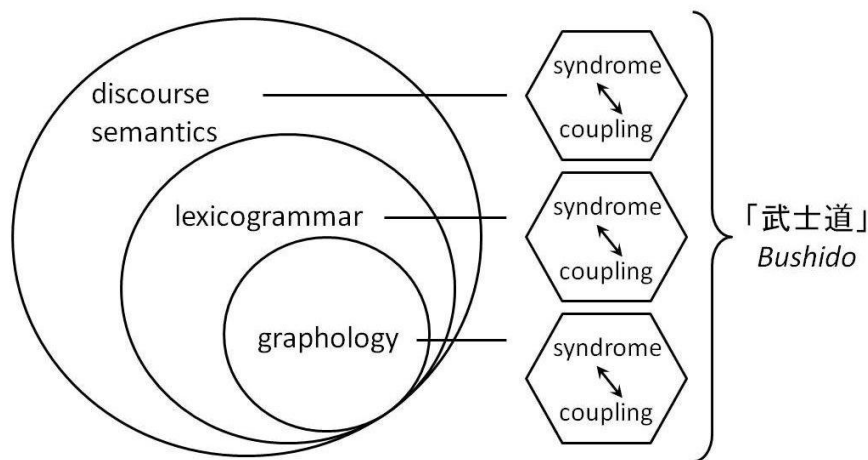 discourse
semantics
lexicogrammar
graphology
syndrome
coupling
syndrome
coupling
syndrome
coupling
「武士道」
Bushido